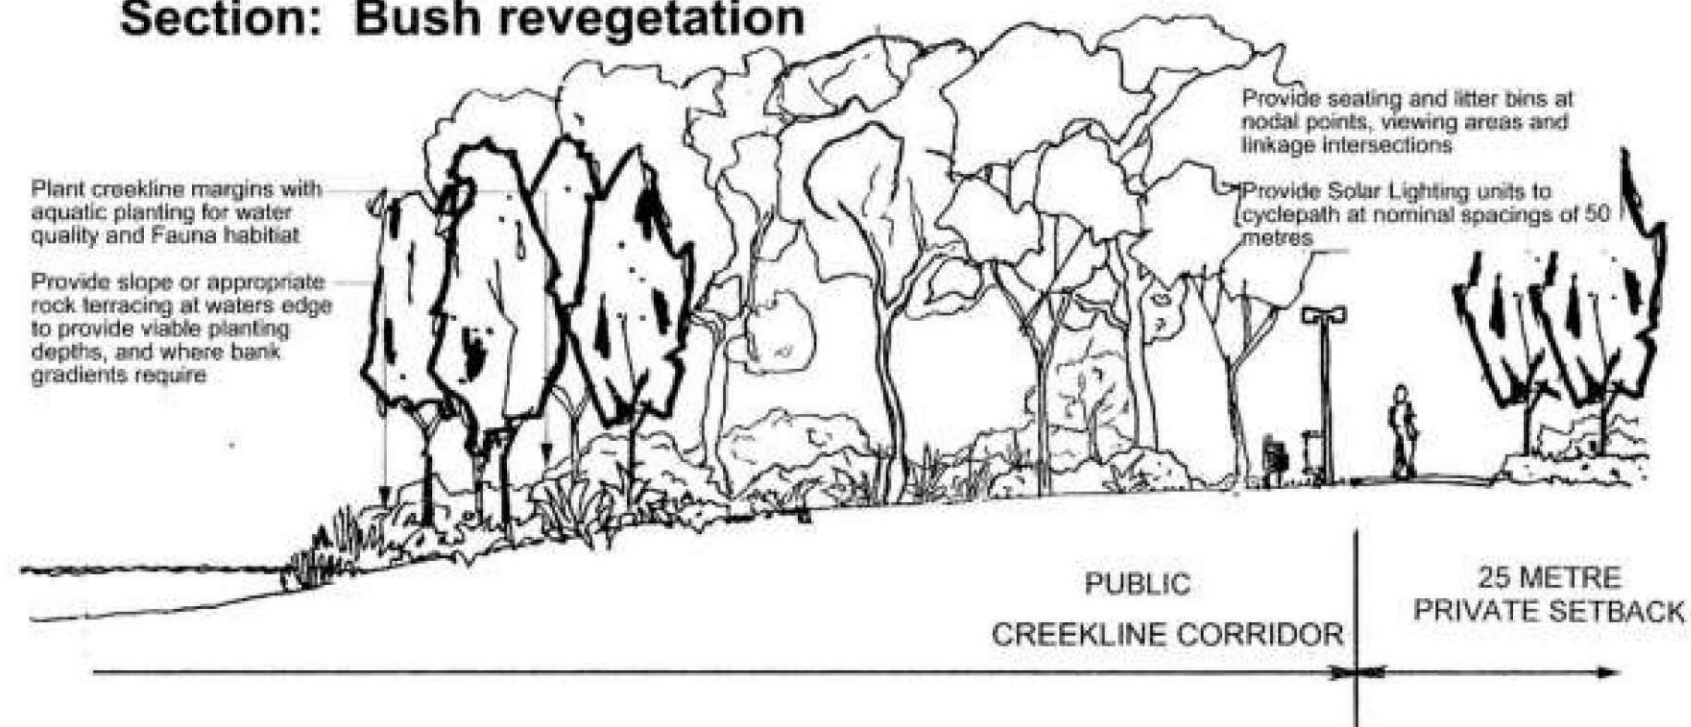 Section: Bush revegetation
Plant creekline margins with
aquatic planting for water
quality and Fauna habitiat
Provide slope or appropriate
rock terracing at waters edge
to provide viable planting
depths, and where bank
gradients require
Provide seating and litter bins at
nodal points, viewing areas and
linkage intersections
Provide Solar Lighting units to
cyclepath at nominal spacings of 50
metres
PUBLIC
CREEKLINE CORRIDOR
25 METRE
PRIVATE SETBACK